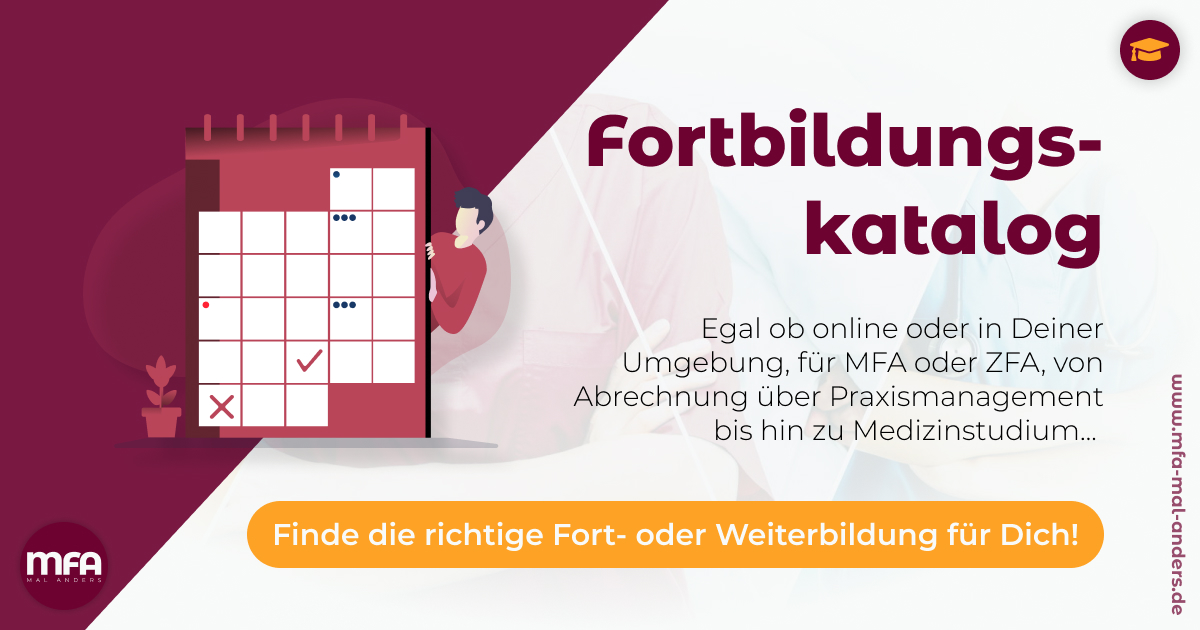 Fortbildungs-
katalog
Egal ob online oder in Deiner
Umgebung, für MFA oder ZFA, von
Abrechnung über Praxismanagement
bis hin zu Medizinstudium...
Finde die richtige Fort- oder Weiterbildung für Dich!
mfa
MAL ANDERS
www.mfa-mal-anders.de